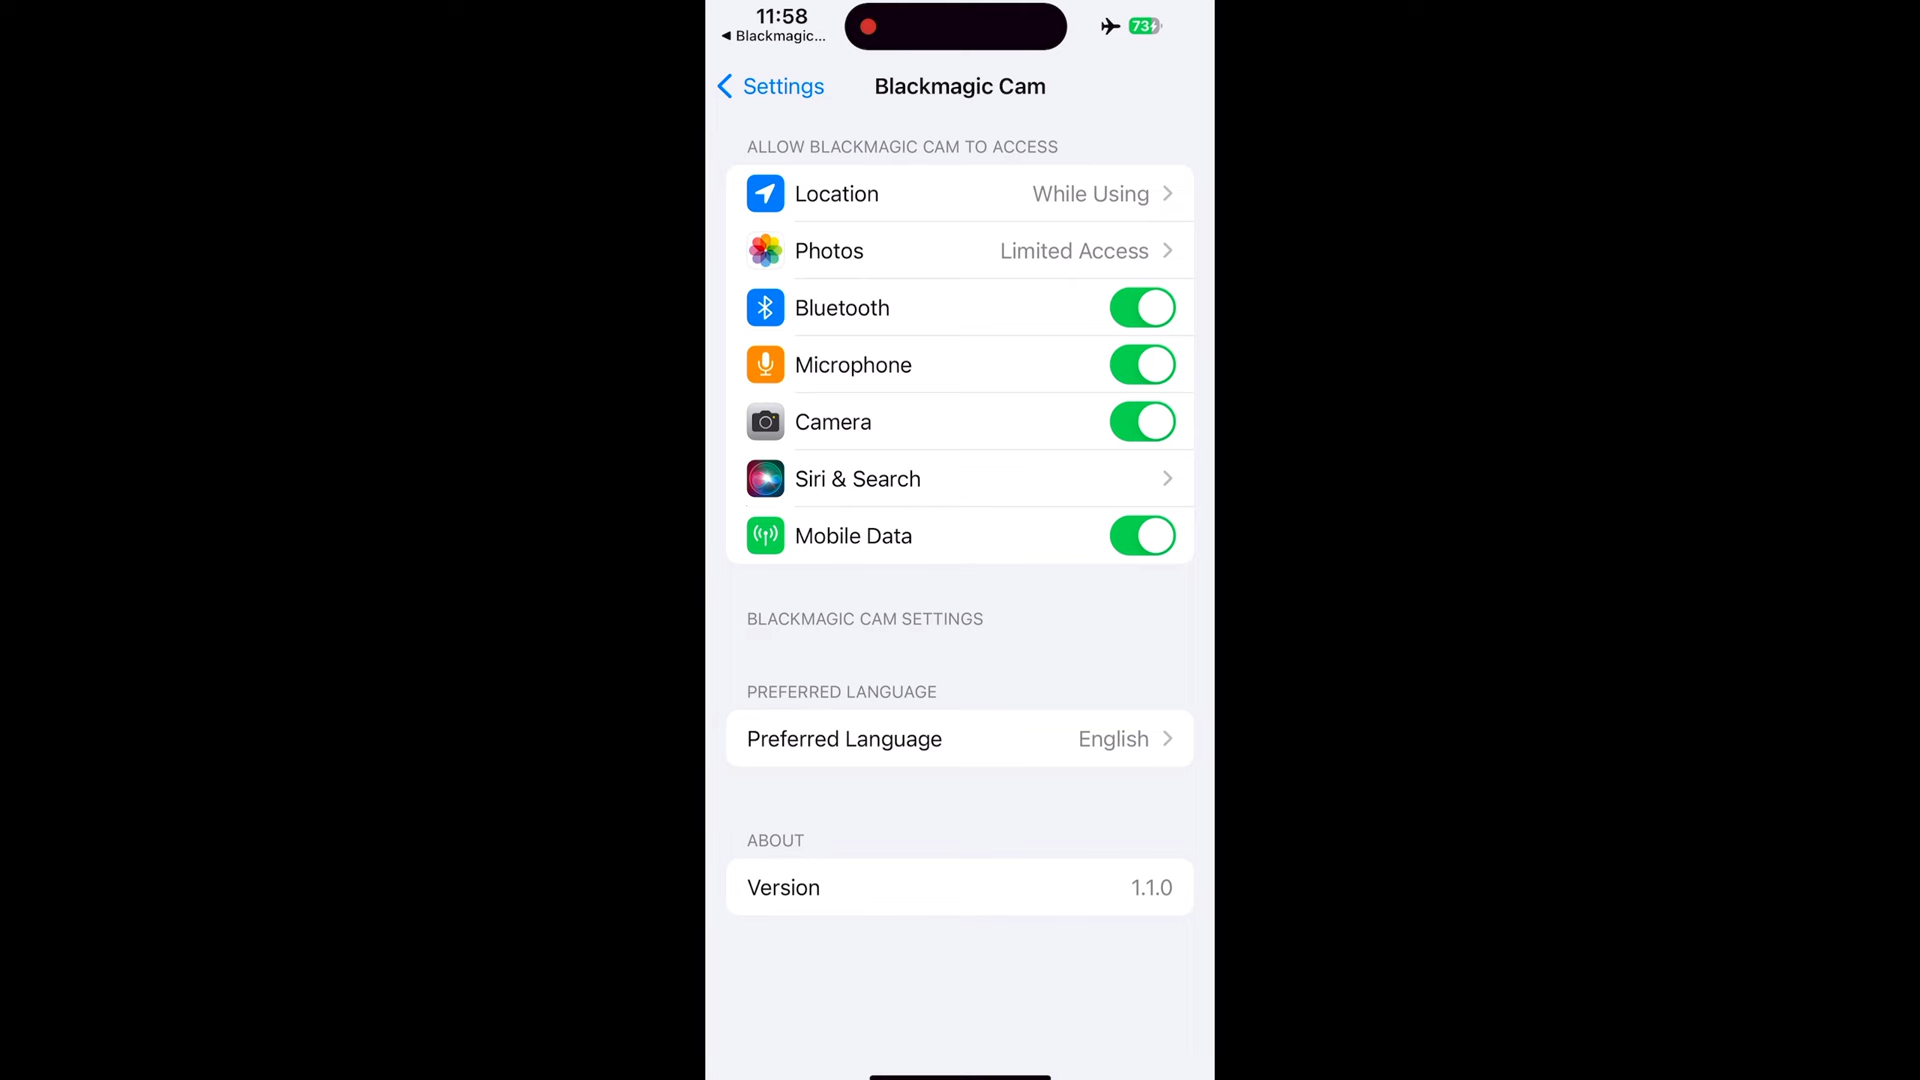 11:58
◀ Blackmagic...
73
Settings
Blackmagic Cam
ALLOW BLACKMAGIC CAM TO ACCESS
Location While Using
Photos Limited Access
Bluetooth
Microphone
Camera
Siri & Search
Mobile Data
BLACKMAGIC CAM SETTINGS
PREFERRED LANGUAGE
Preferred Language English
ABOUT
Version 1.1.0